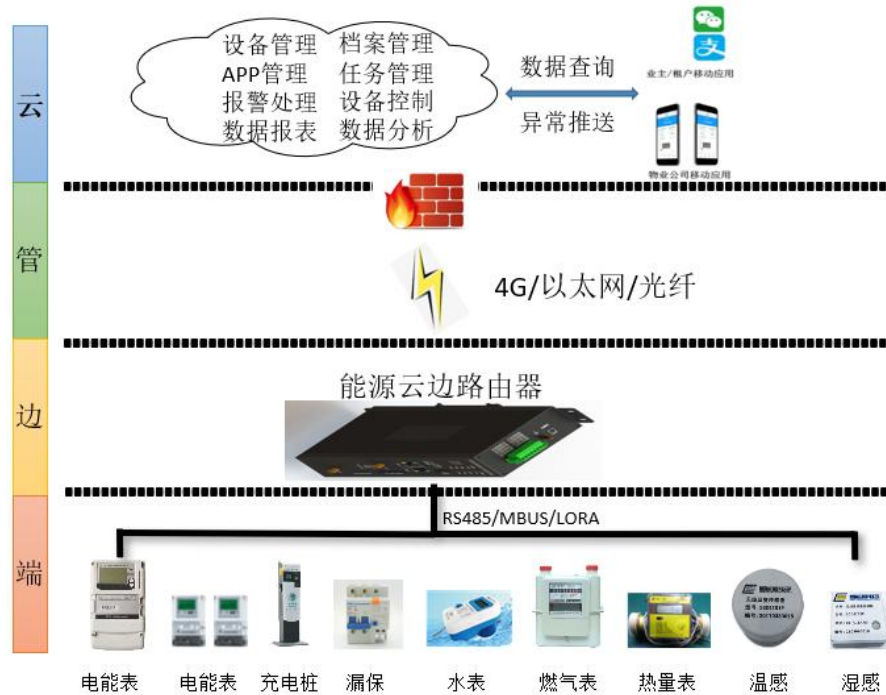 云
设备管理 档案管理
APP管理 任务管理
报警处理 设备控制
数据报表 数据分析
数据查询
异常推送
业主/租户移动应用
物业公司移动应用
管
4G/以太网/光纤
边
能源云边路由器
端
RS485/MBUS/LORA
电能表 电能表 充电桩 漏保 水表 燃气表 热量表 温感 湿感